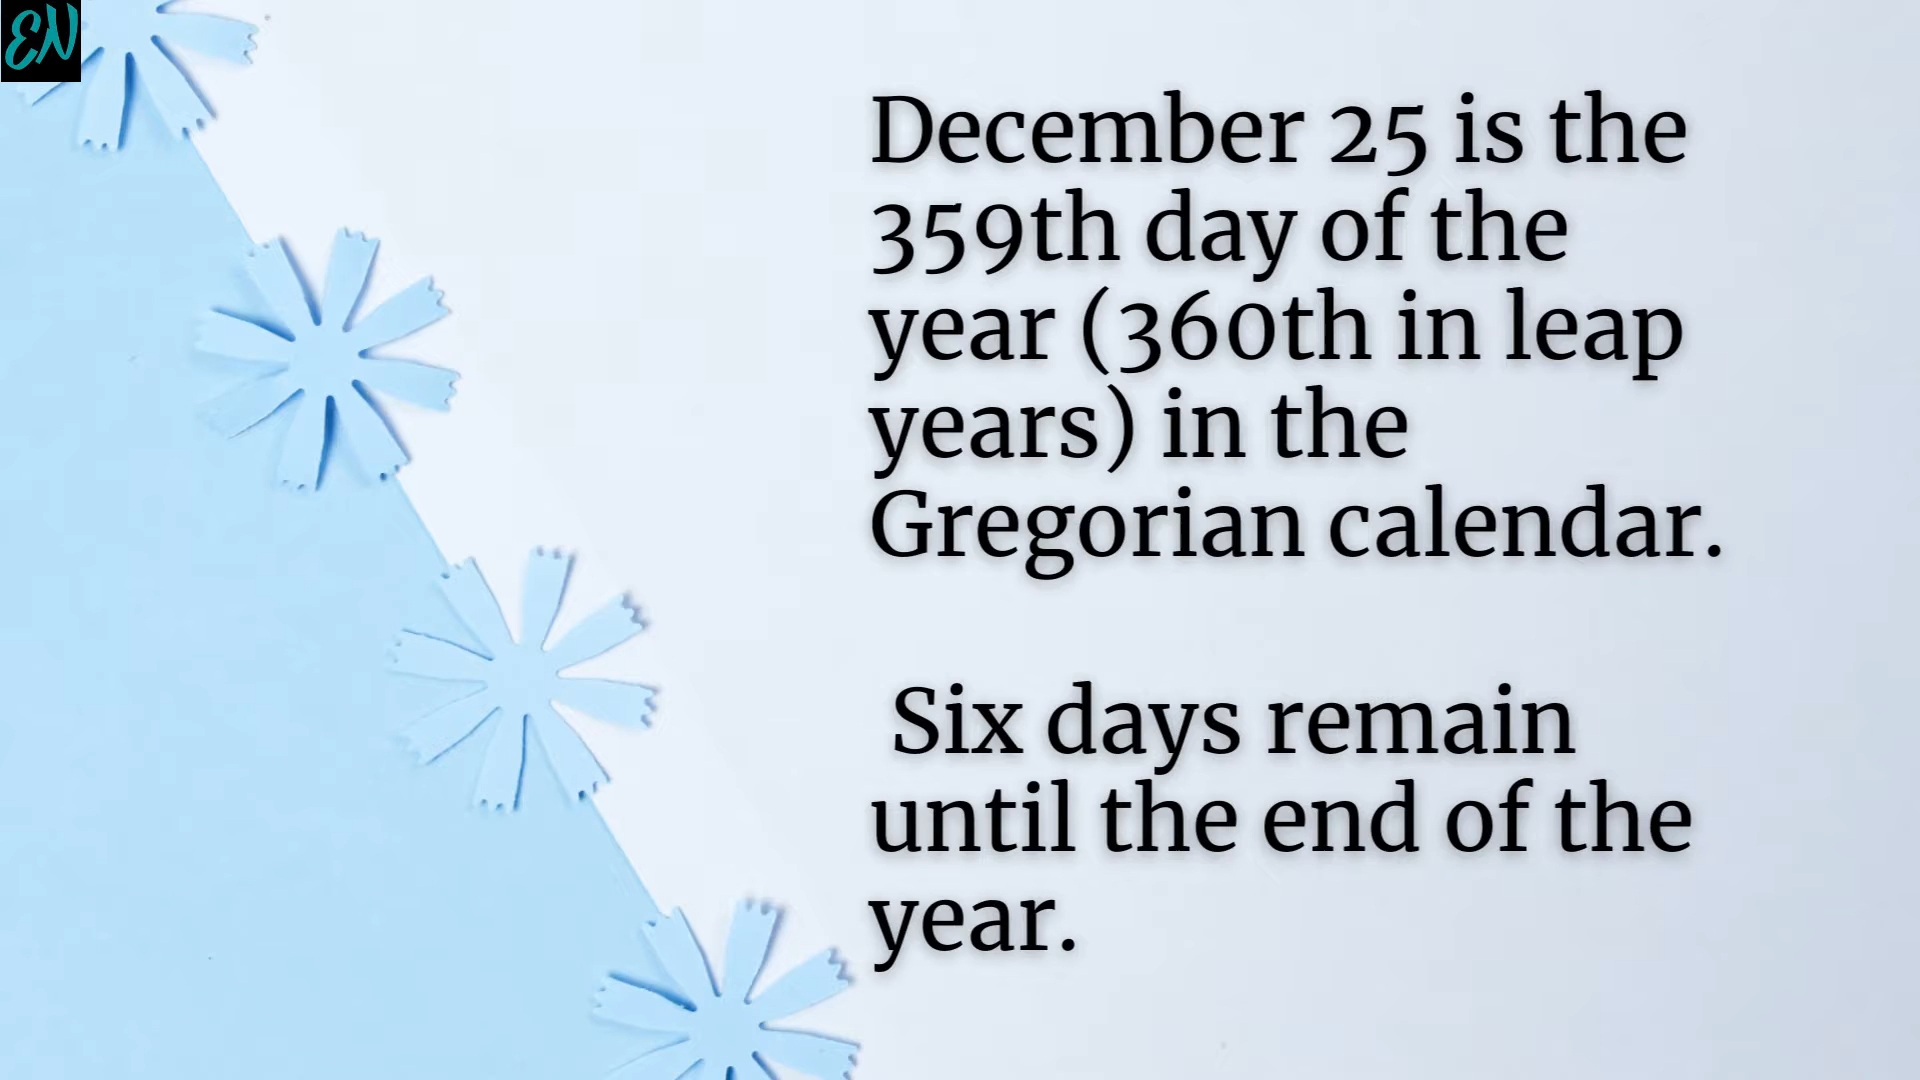 EN
December 25 is the
359th day of the
year (360th in leap
years) in the
Gregorian calendar.
Six days remain
until the end of the
year.